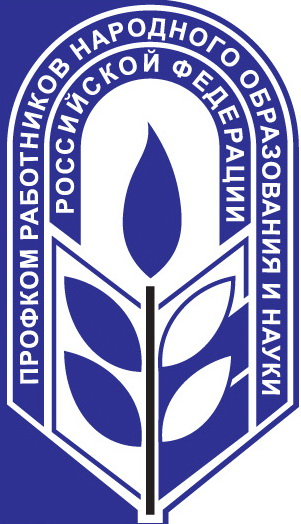 ПРОФКОМ РАБОТНИКОВ НАРОДНОГО ОБРАЗОВАНИЯ И НАУКИ
РОССИЙСКОЙ ФЕДЕРАЦИИ